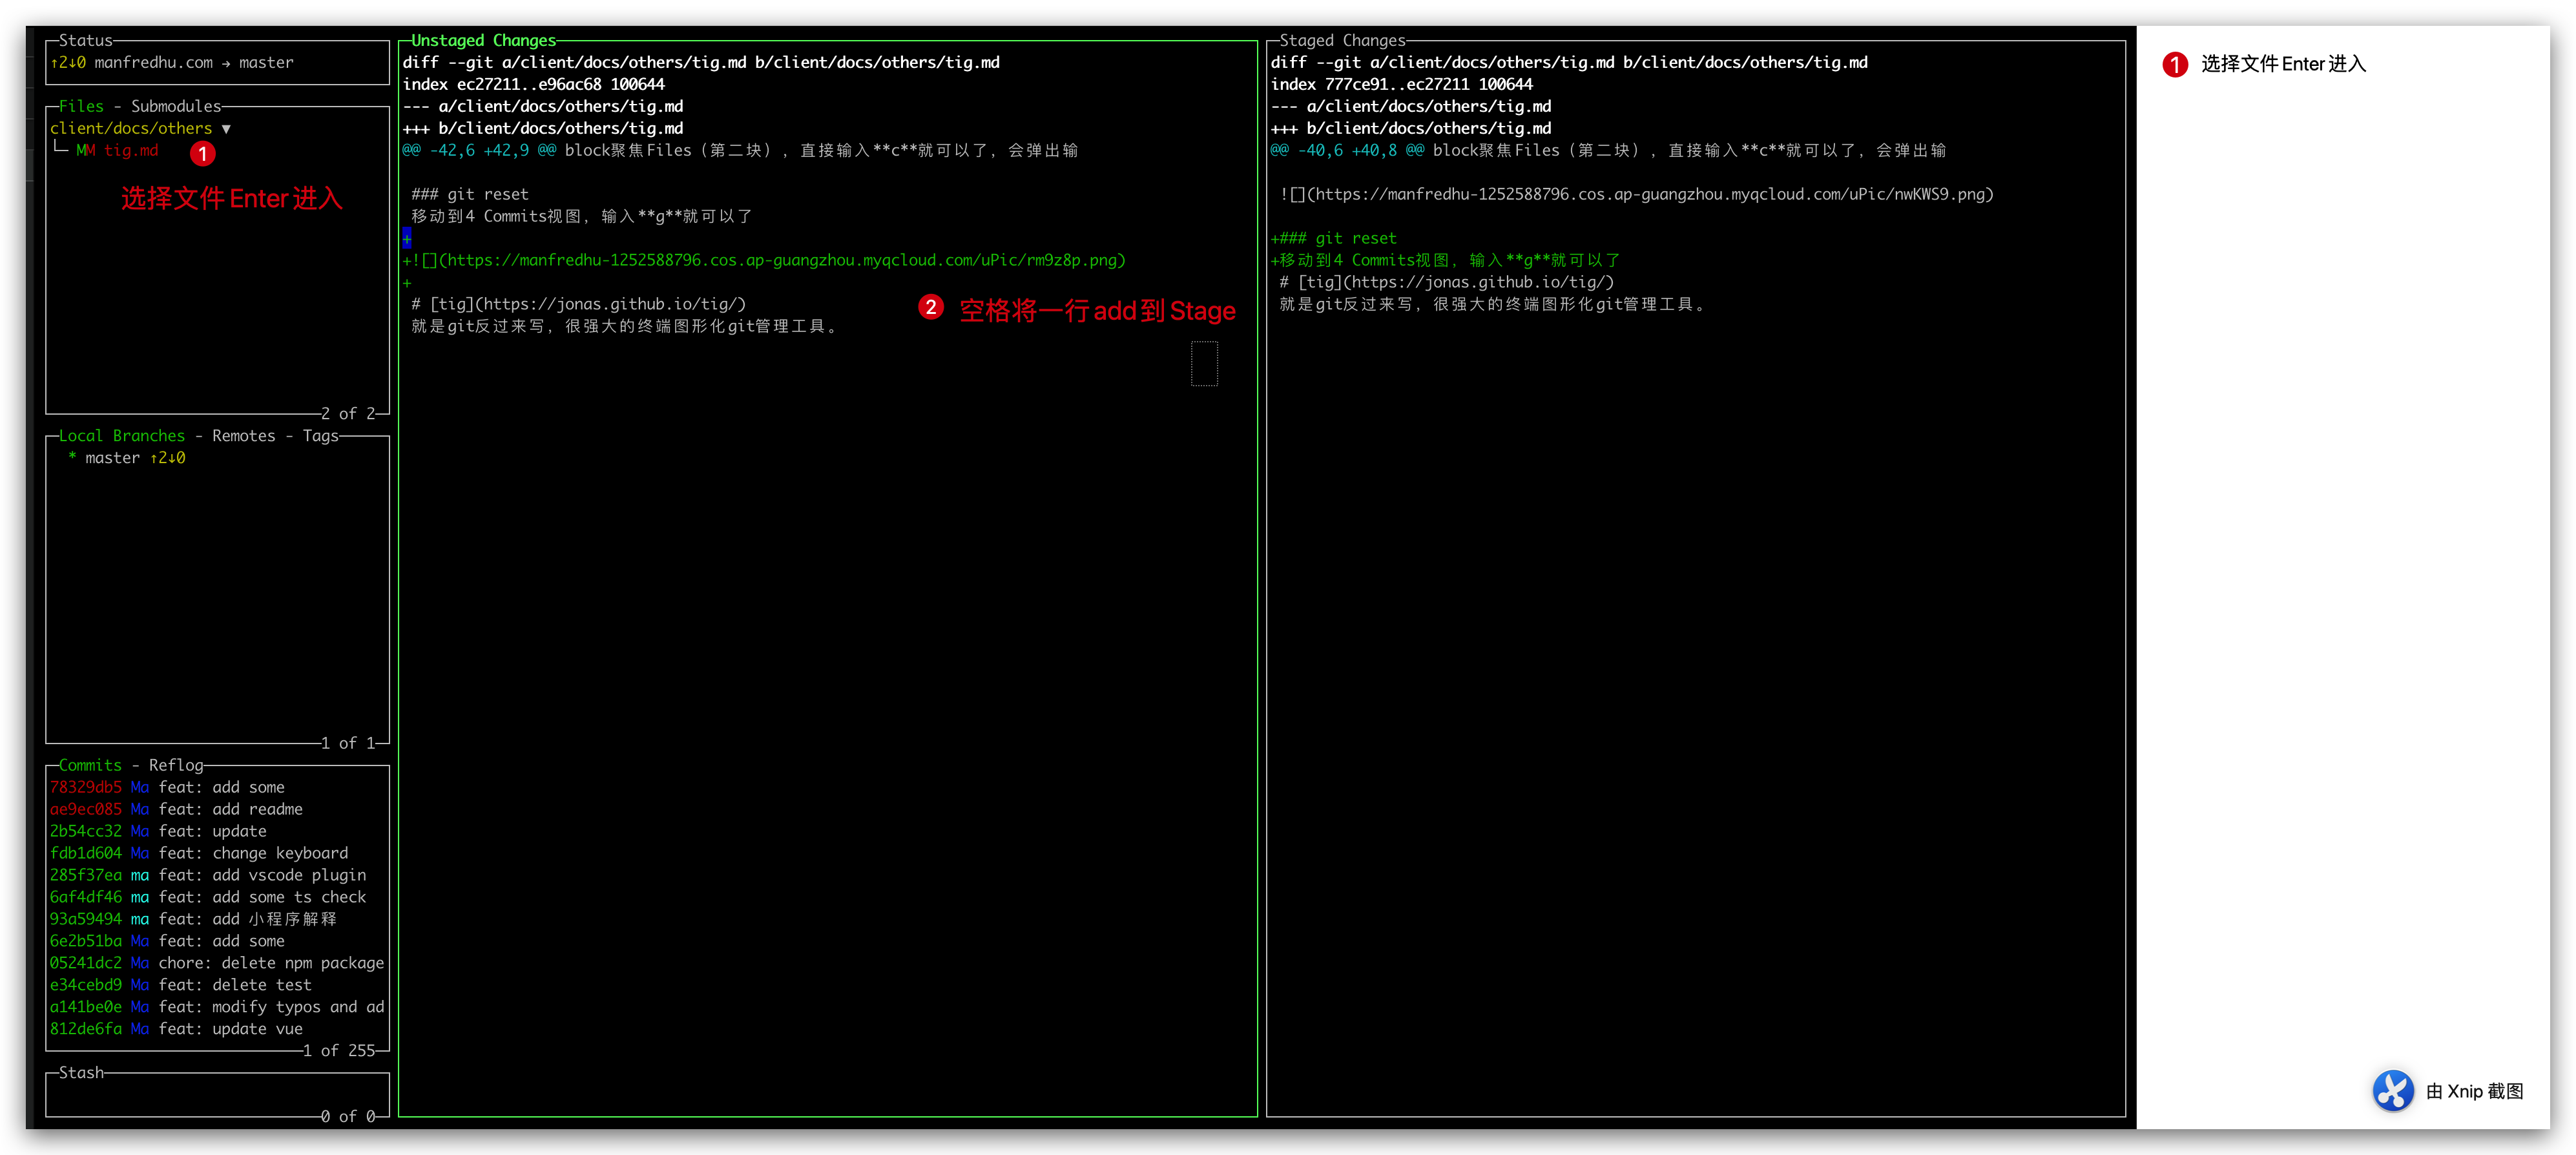 Status
↑2↓0 manfredhu.com → master
Files - Submodules
client/docs/others ▼
└─ MM tig.md
1
选择文件Enter进入
2 of 2
Local Branches - Remotes - Tags
* master ↑2↓0
1 of 1
Commits - Reflog
78329db5 Ma feat: add some
ae9ec085 Ma feat: add readme
2b54cc32 Ma feat: update
fdb1d604 Ma feat: change keyboard
285f37ea ma feat: add vscode plugin
6af4df46 ma feat: add some ts check
93a59494 ma feat: add 小程序解释
6e2b51ba Ma feat: add some
05241dc2 Ma chore: delete npm package
e34cebd9 Ma feat: delete test
a141be0e Ma feat: modify typos and ad
812de6fa Ma feat: update vue
1 of 255
Stash
0 of 0
Unstaged Changes
diff --git a/client/docs/others/tig.md b/client/docs/others/tig.md
index ec27211..e96ac68 100644
--- a/client/docs/others/tig.md
+++ b/client/docs/others/tig.md
@@ -42,6 +42,9 @@ block聚焦Files（第二块），直接输入**c**就可以了，会弹出输
### git reset
移动到4 Commits视图，输入**g**就可以了
+
+![](https://manfredhu-1252588796.cos.ap-guangzhou.myqcloud.com/uPic/rm9z8p.png)
+
# [tig](https://jonas.github.io/tig/)
就是git反过来写，很强大的终端图形化git管理工具。
2 空格将一行add到Stage
Staged Changes
diff --git a/client/docs/others/tig.md b/client/docs/others/tig.md
index 777ce91..ec27211 100644
--- a/client/docs/others/tig.md
+++ b/client/docs/others/tig.md
@@ -40,6 +40,8 @@ block聚焦Files（第二块），直接输入**c**就可以了，会弹出输
![](https://manfredhu-1252588796.cos.ap-guangzhou.myqcloud.com/uPic/nwKWS9.png)
+### git reset
+移动到4 Commits视图，输入**g**就可以了
# [tig](https://jonas.github.io/tig/)
就是git反过来写，很强大的终端图形化git管理工具。
1 选择文件Enter进入
由 Xnip 截图